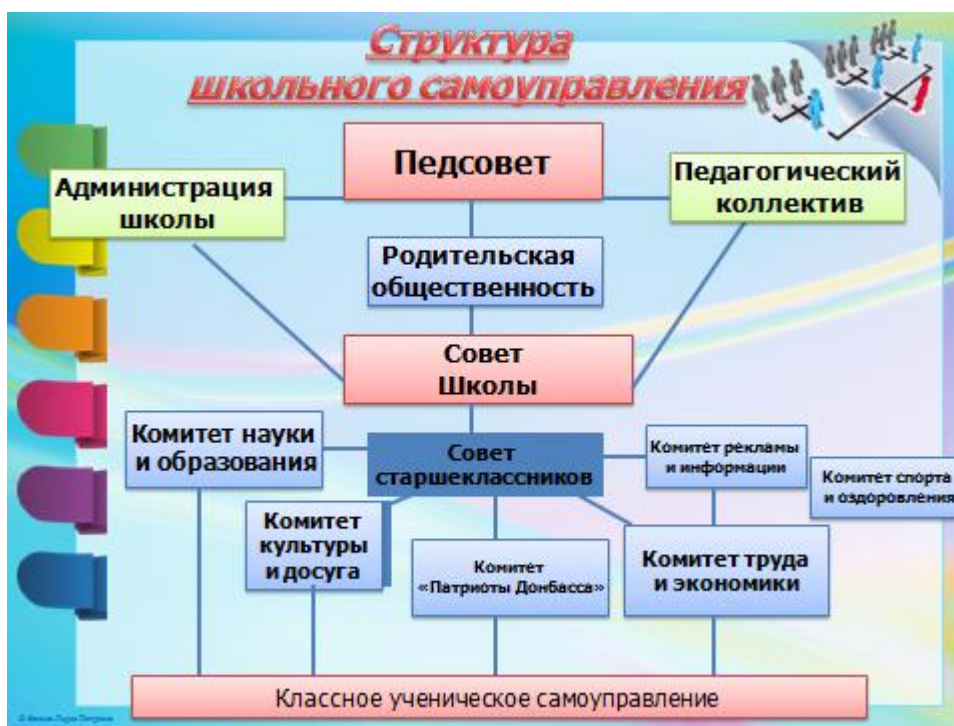 Структура
школьного самоуправления
Педсовет
Администрация
школы
Педагогический
коллектив
Родительская
общественность
Совет
Школы
Комитет науки
и образования
Совет
старшеклассников
Комитет рекламы
и информации
Комитет спорта
и оздоровления
Комитет
культуры
и досуга
Комитет
«Патриоты Донбасса»
Комитет труда
и экономики
Классное ученическое самоуправление